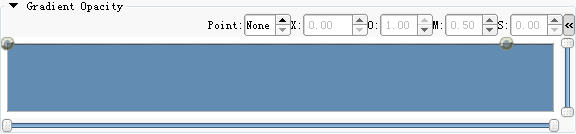 Gradient Opacity
Point: None X: 0.00 O: 1.00 M: 0.50 S: 0.00 «